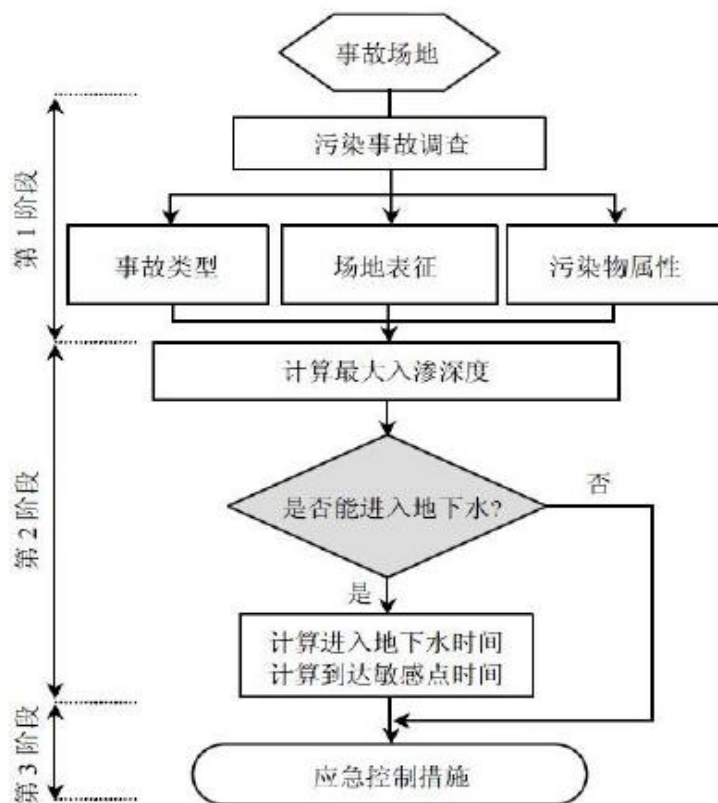 事故场地
第1阶段
污染事故调查
事故类型
场地表征
污染物属性
第2阶段
计算最大入渗深度
是否能进入地下水?
否
是
计算进入地下水时间
计算到达敏感点时间
第3阶段
应急控制措施